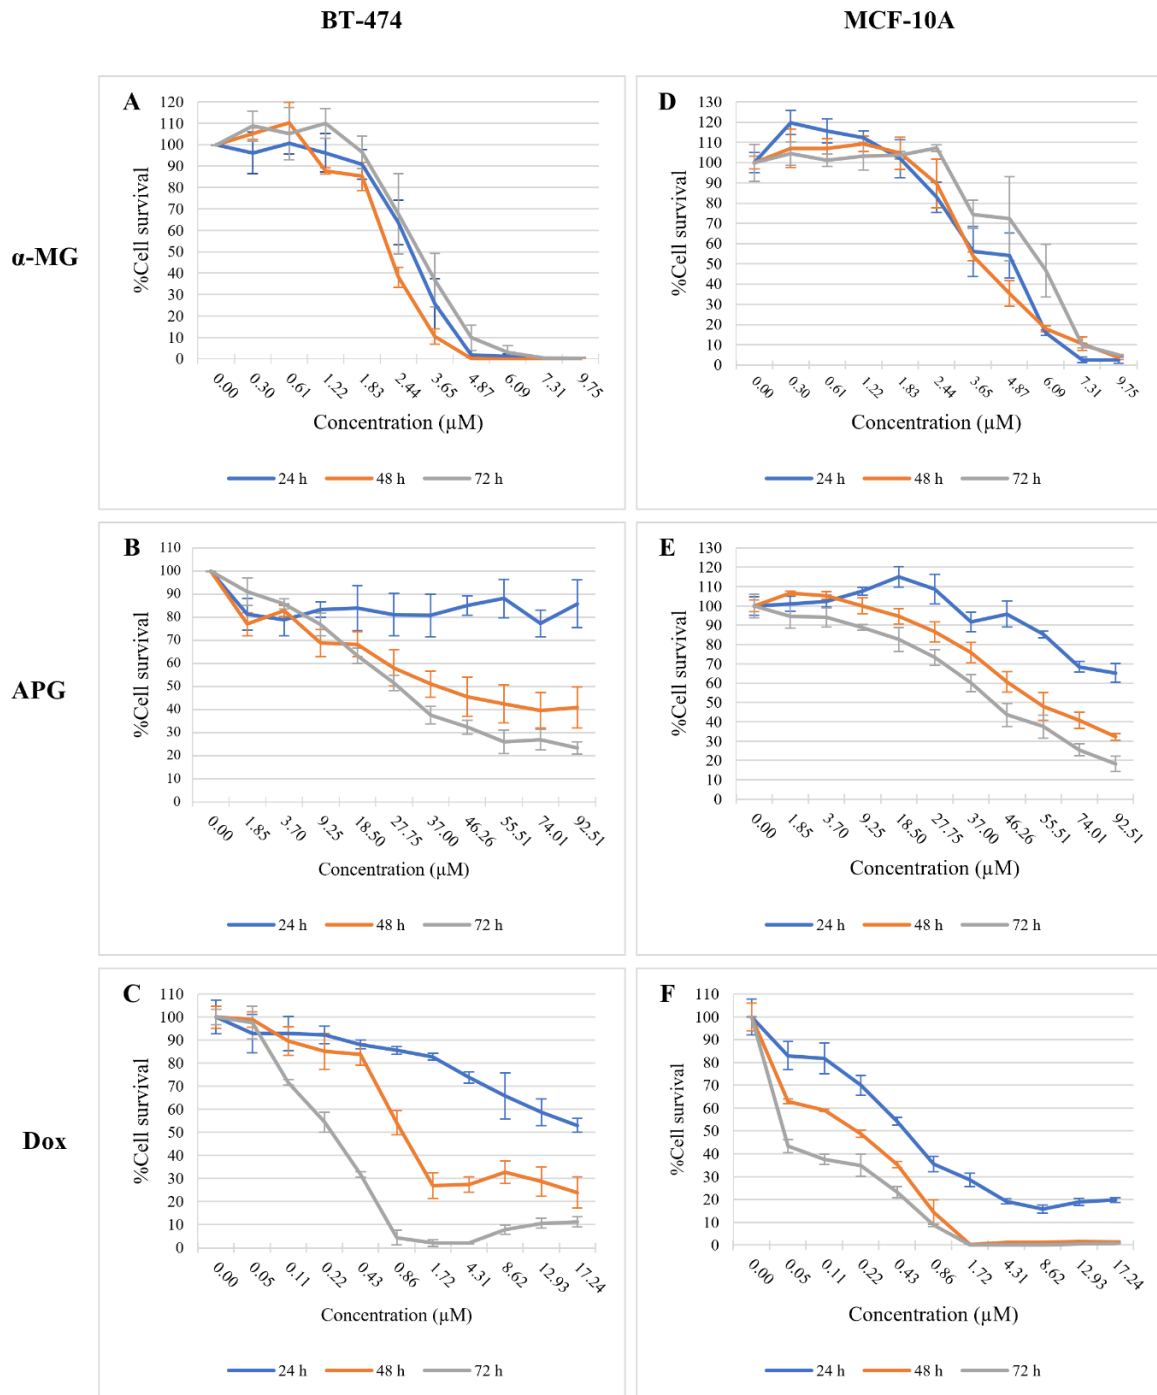 BT-474 MCF-10A
α-MG
A
%Cell survival
120
110
100
90
80
70
60
50
40
30
20
10
0
0.00 0.30 0.61 1.22 1.83 2.44 3.65 4.87 6.09 7.31 9.75
Concentration (µM)
24 h 48 h 72 h
D
%Cell survival
130
120
110
100
90
80
70
60
50
40
30
20
10
0
0.00 0.30 0.61 1.22 1.83 2.44 3.65 4.87 6.09 7.31 9.75
Concentration (µM)
24 h 48 h 72 h
APG
B
%Cell survival
110
100
90
80
70
60
50
40
30
20
10
0
0.00 1.85 3.70 9.25 18.50 27.75 37.00 46.26 55.51 74.01 92.51
Concentration (µM)
24 h 48 h 72 h
E
%Cell survival
130
120
110
100
90
80
70
60
50
40
30
20
10
0
0.00 1.85 3.70 9.25 18.50 27.75 37.00 46.26 55.51 74.01 92.51
Concentration (µM)
24 h 48 h 72 h
Dox
C
%Cell survival
110
100
90
80
70
60
50
40
30
20
10
0
0.00 0.05 0.11 0.22 0.43 0.86 1.72 4.31 8.62 12.93 17.24
Concentration (µM)
24 h 48 h 72 h
F
%Cell survival
110
100
90
80
70
60
50
40
30
20
10
0
0.00 0.05 0.11 0.22 0.43 0.86 1.72 4.31 8.62 12.93 17.24
Concentration (µM)
24 h 48 h 72 h